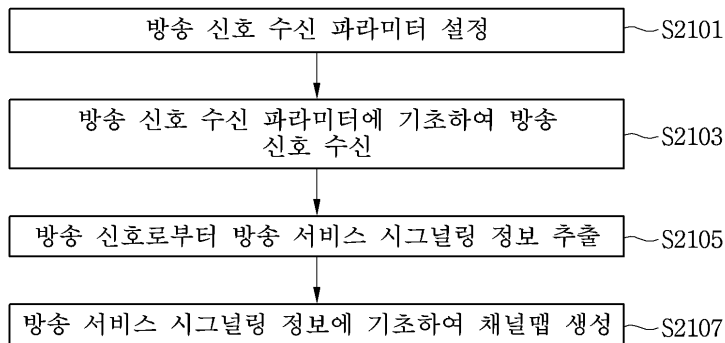 방송 신호 수신 파라미터 설정
S2101
방송 신호 수신 파라미터에 기초하여 방송
신호 수신
S2103
방송 신호로부터 방송 서비스 시그널링 정보 추출
S2105
방송 서비스 시그널링 정보에 기초하여 채널맵 생성
S2107